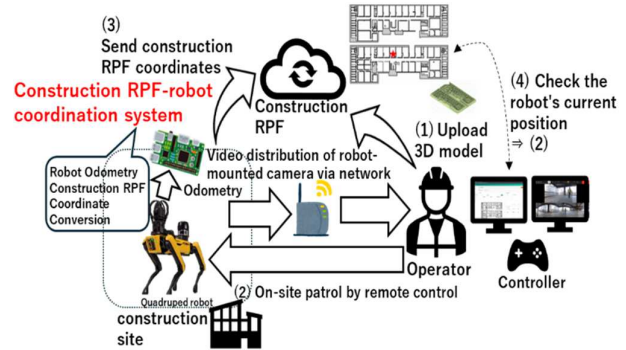 (3)
Send construction
RPF coordinates
Construction RPF-robot
coordination system
Construction
RPF
(4) Check the
robot's current
position
⇒ (2)
(1) Upload
3D model
Video distribution of robot-
mounted camera via network
Robot Odometry
Construction RPF
Coordinate
Conversion
Odometry
Operator
Controller
(2) On-site patrol by remote control
Quadruped robot
construction
site